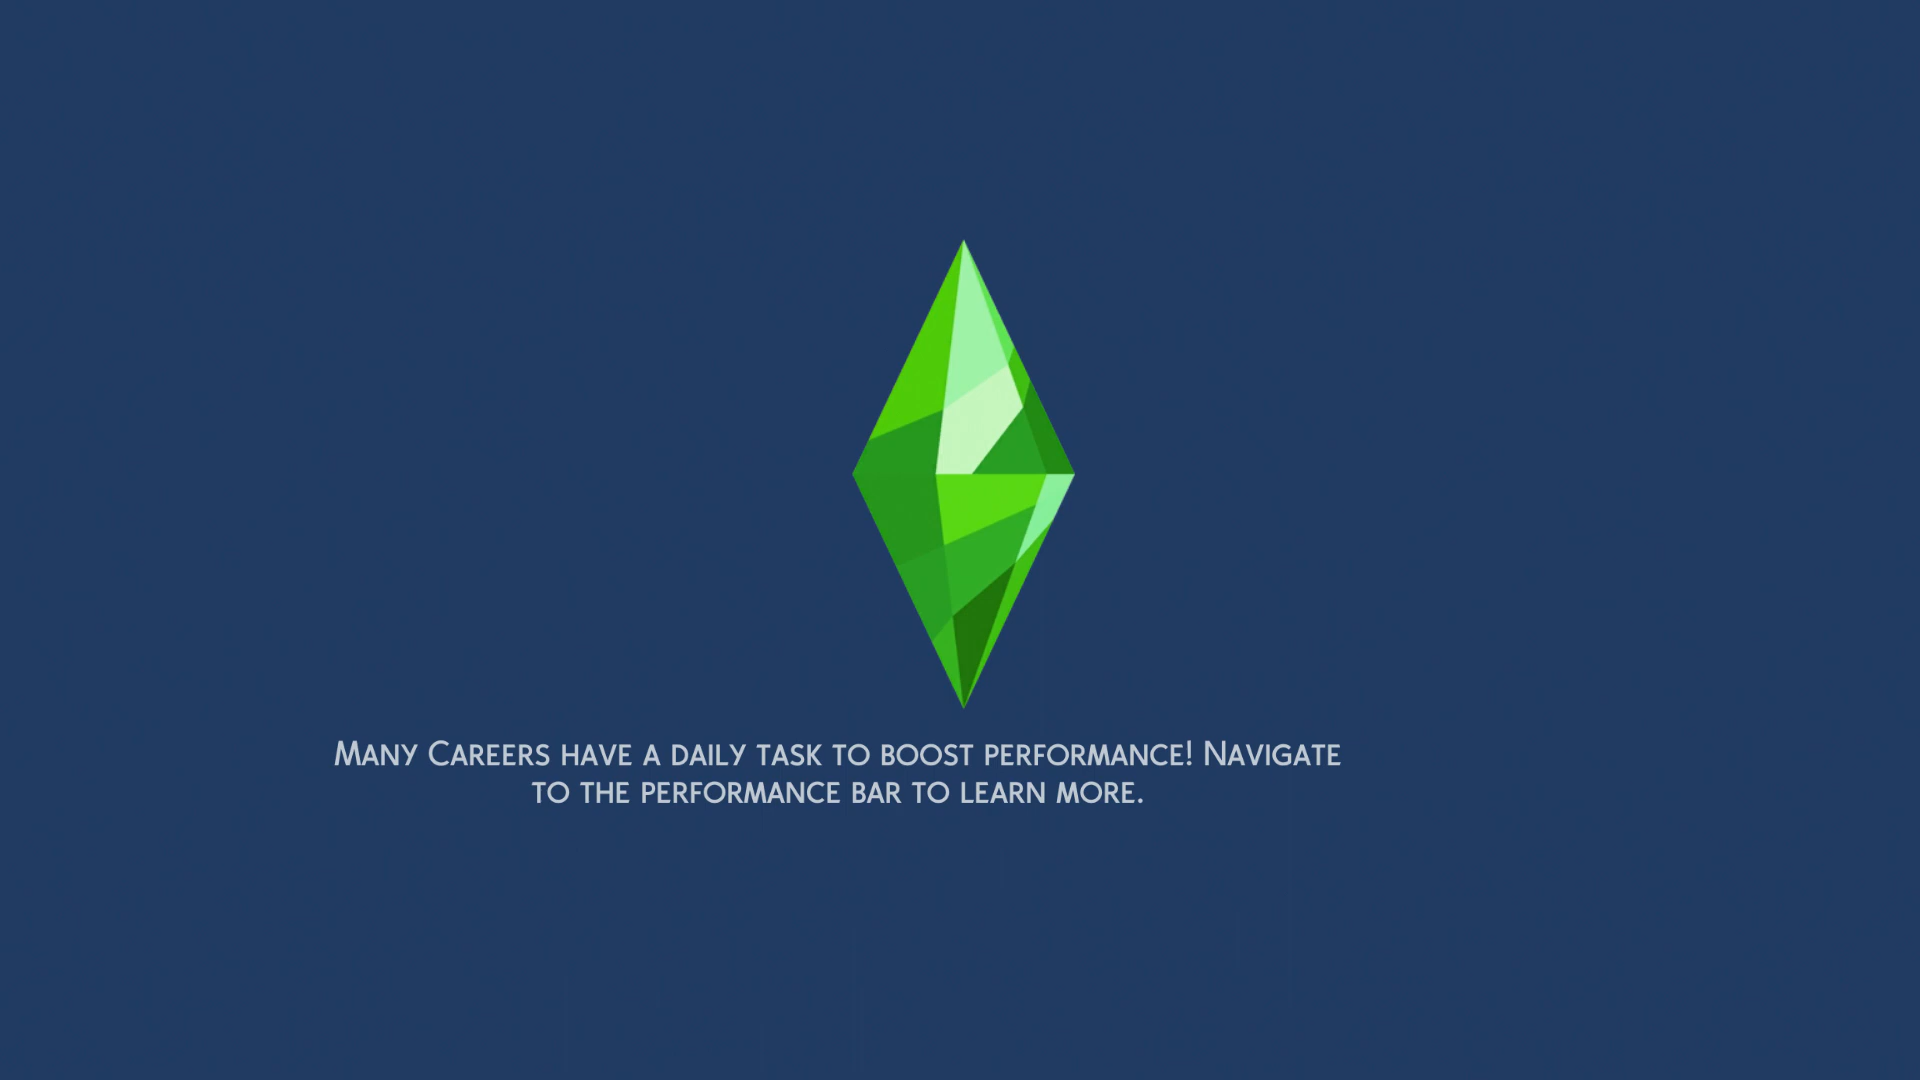 Many Careers have a daily task to boost performance! Navigate
to the performance bar to learn more.